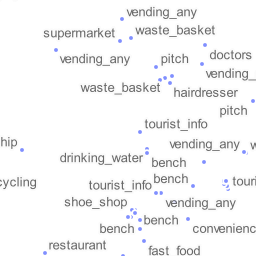 vending_any
supermarket
waste_basket
vending_any
pitch
doctors
vending_
waste_basket
hairdresser
pitch
tourist_info
hip
vending_any
w
drinking_water
bench
cycling
tourist_info
bench
touri
shoe_shop
vending_any
bench
bench
convenienc
restaurant
fast_food